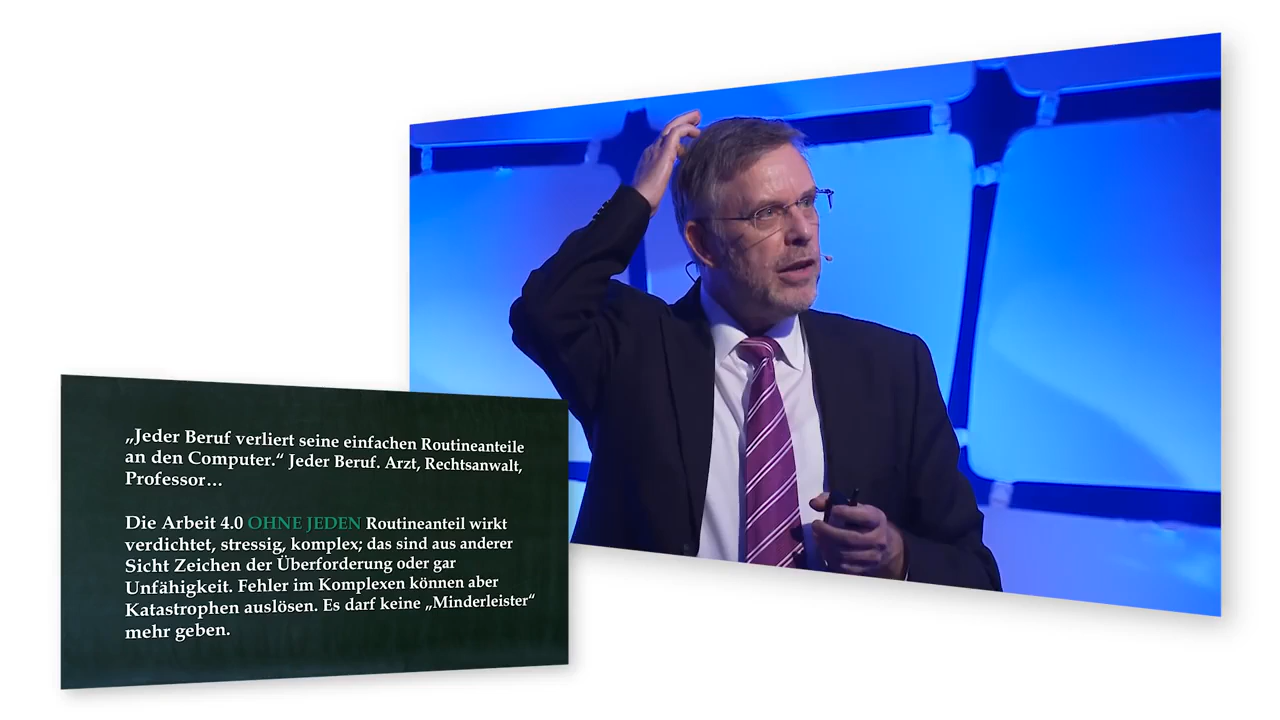 „Jeder Beruf verliert seine einfachen Routineanteile
an den Computer.“ Jeder Beruf. Arzt, Rechtsanwalt,
Professor…
Die Arbeit 4.0 OHNE JEDEN Routineanteil wirkt
verdichtet, stressig, komplex; das sind aus anderer
Sicht Zeichen der Überforderung oder gar
Unfähigkeit. Fehler im Komplexen können aber
Katastrophen auslösen. Es darf keine „Minderleister“
mehr geben.